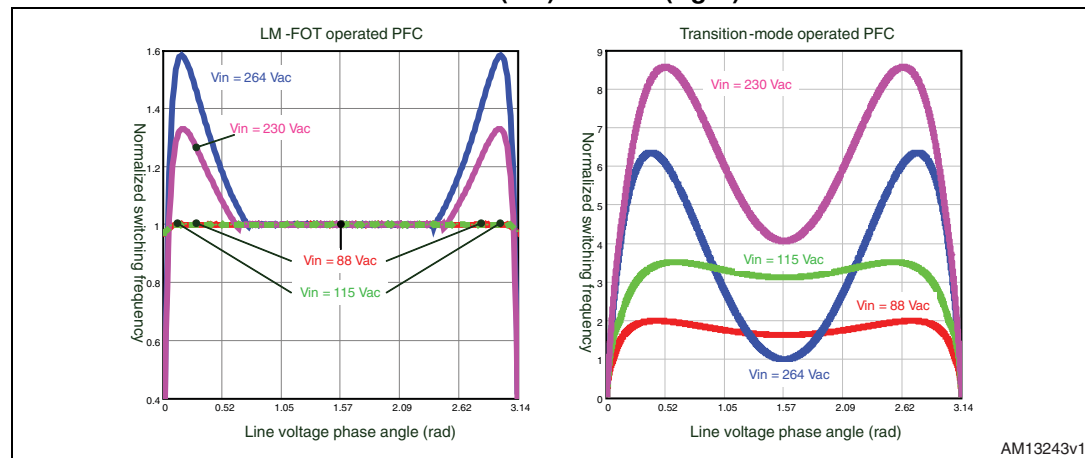 LM -FOT operated PFC
1.6
1.4
1.2
1
0.8
0.6
0.4
Normalized switching frequency
Vin = 264 Vac
Vin = 230 Vac
Vin = 88 Vac
Vin = 115 Vac
0 0.52 1.05 1.57 2.09 2.62 3.14
Line voltage phase angle (rad)
Transition-mode operated PFC
9
8
7
6
5
4
3
2
1
0
Normalized switching frequency
Vin = 230 Vac
Vin = 115 Vac
Vin = 88 Vac
Vin = 264 Vac
0 0.52 1.05 1.57 2.09 2.62 3.14
Line voltage phase angle (rad)
AM13243v1